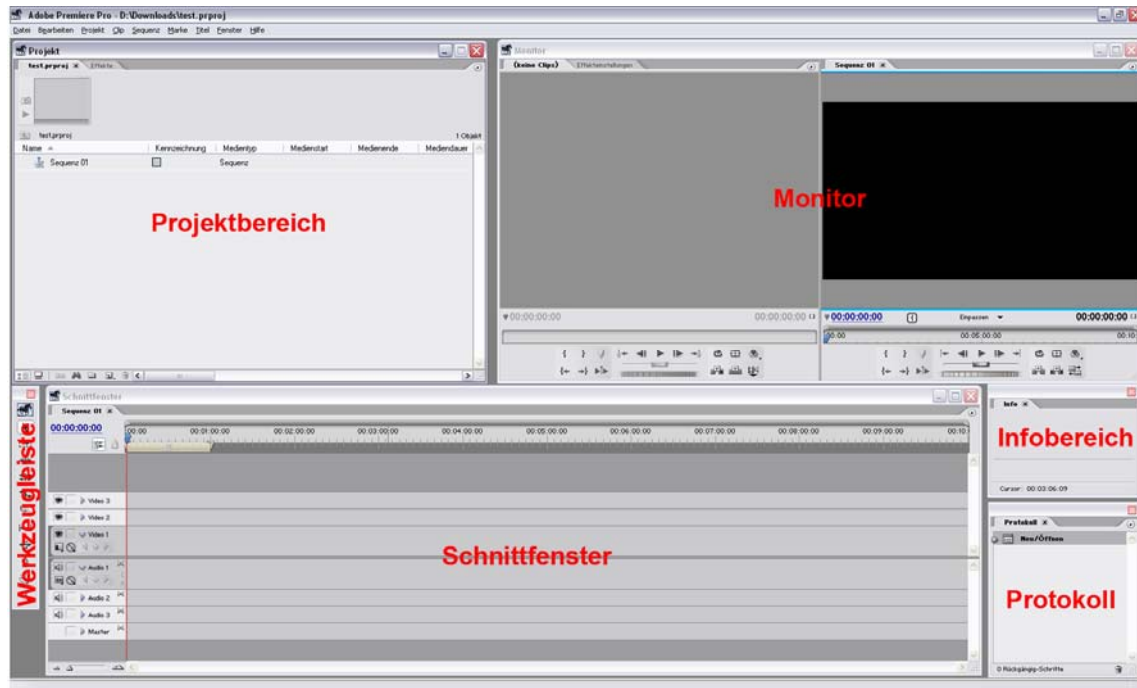 Adobe Premiere Pro - D:\Downloads\test.prproj
Datei Bearbeiten Projekt Clip Sequenz Marke Titel Fenster Hilfe
Projekt
test.prproj x Effekte
test.prproj
1 Objekt
Name Kennzeichnung Medientyp Medienstart Medienende Mediendauer
Sequenz 01 Sequenz
Projektbereich
Monitor
(keine Clips) Effekteinstellungen
Sequenz 01 x
Monitor
00:00:00:00 00:00:00:00
00:00:00:00 Einpassen 00:00:00:00
00:00 00:05:00:00 00:10
Werkzeugleiste
Schnittfenster
Sequenz 01 x
00:00:00:00
00:00 00:01:00:00 00:02:00:00 00:03:00:00 00:04:00:00 00:05:00:00 00:06:00:00 00:07:00:00 00:08:00:00 00:09:00:00 00:10:
Video 3
Video 2
Video 1
Audio 1
Audio 2
Audio 3
Master
Schnittfenster
Info x
Infobereich
Cursor: 00:03:06:09
Protokoll x
Neu/Öffnen
Protokoll
0 Rückgängig-Schritte